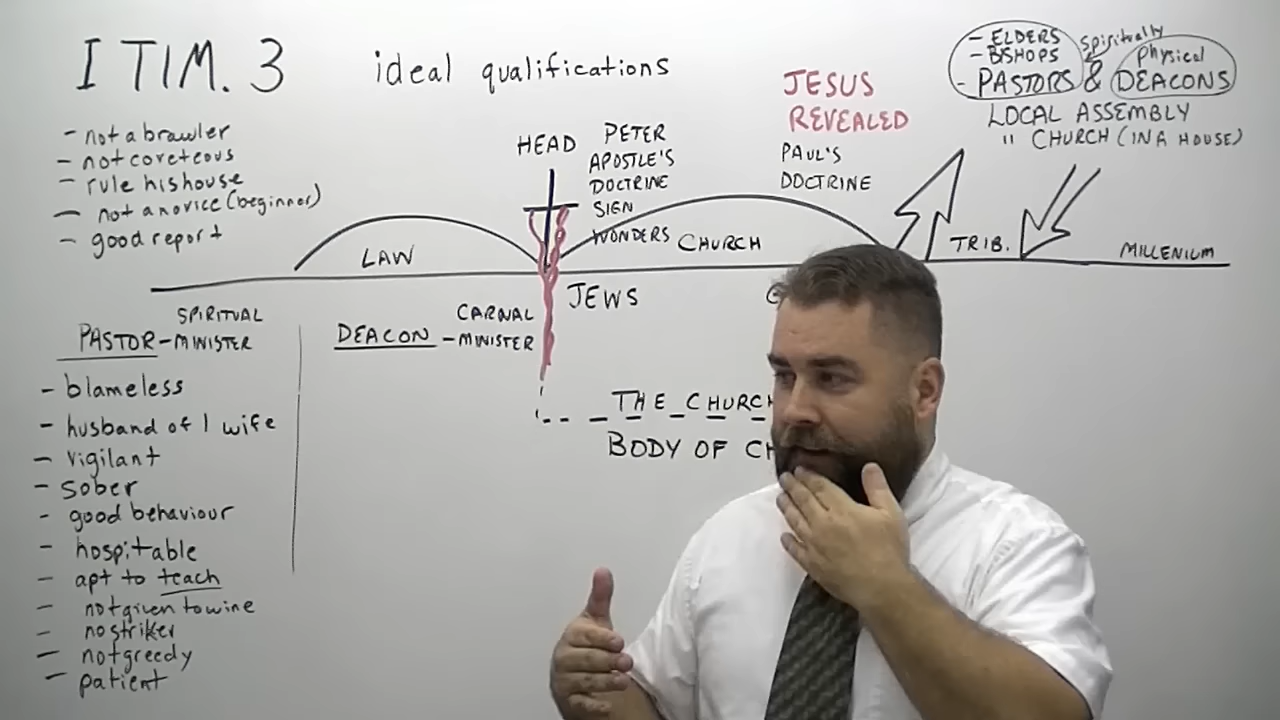 I TIM. 3
ideal qualifications
- not a brawler
- not coveteous
- rule his house
- not a novice (beginner)
- good report
HEAD
PETER
APOSTLE'S
DOCTRINE
SIGN
WONDERS
JESUS
REVEALED
PAUL'S
DOCTRINE
- ELDERS
- BISHOPS
- PASTORS & DEACONS
spiritually
physical
LOCAL ASSEMBLY
" CHURCH (IN A HOUSE)
LAW
CHURCH
TRIB.
MILLENIUM
JEWS
SPIRITUAL
PASTOR - MINISTER
- blameless
- husband of 1 wife
- vigilant
- sober
- good behaviour
- hospitable
- apt to teach
- not given to wine
- no striker
- not greedy
- patient
CARNAL
DEACON - MINISTER
THE CHURCH
BODY OF CH